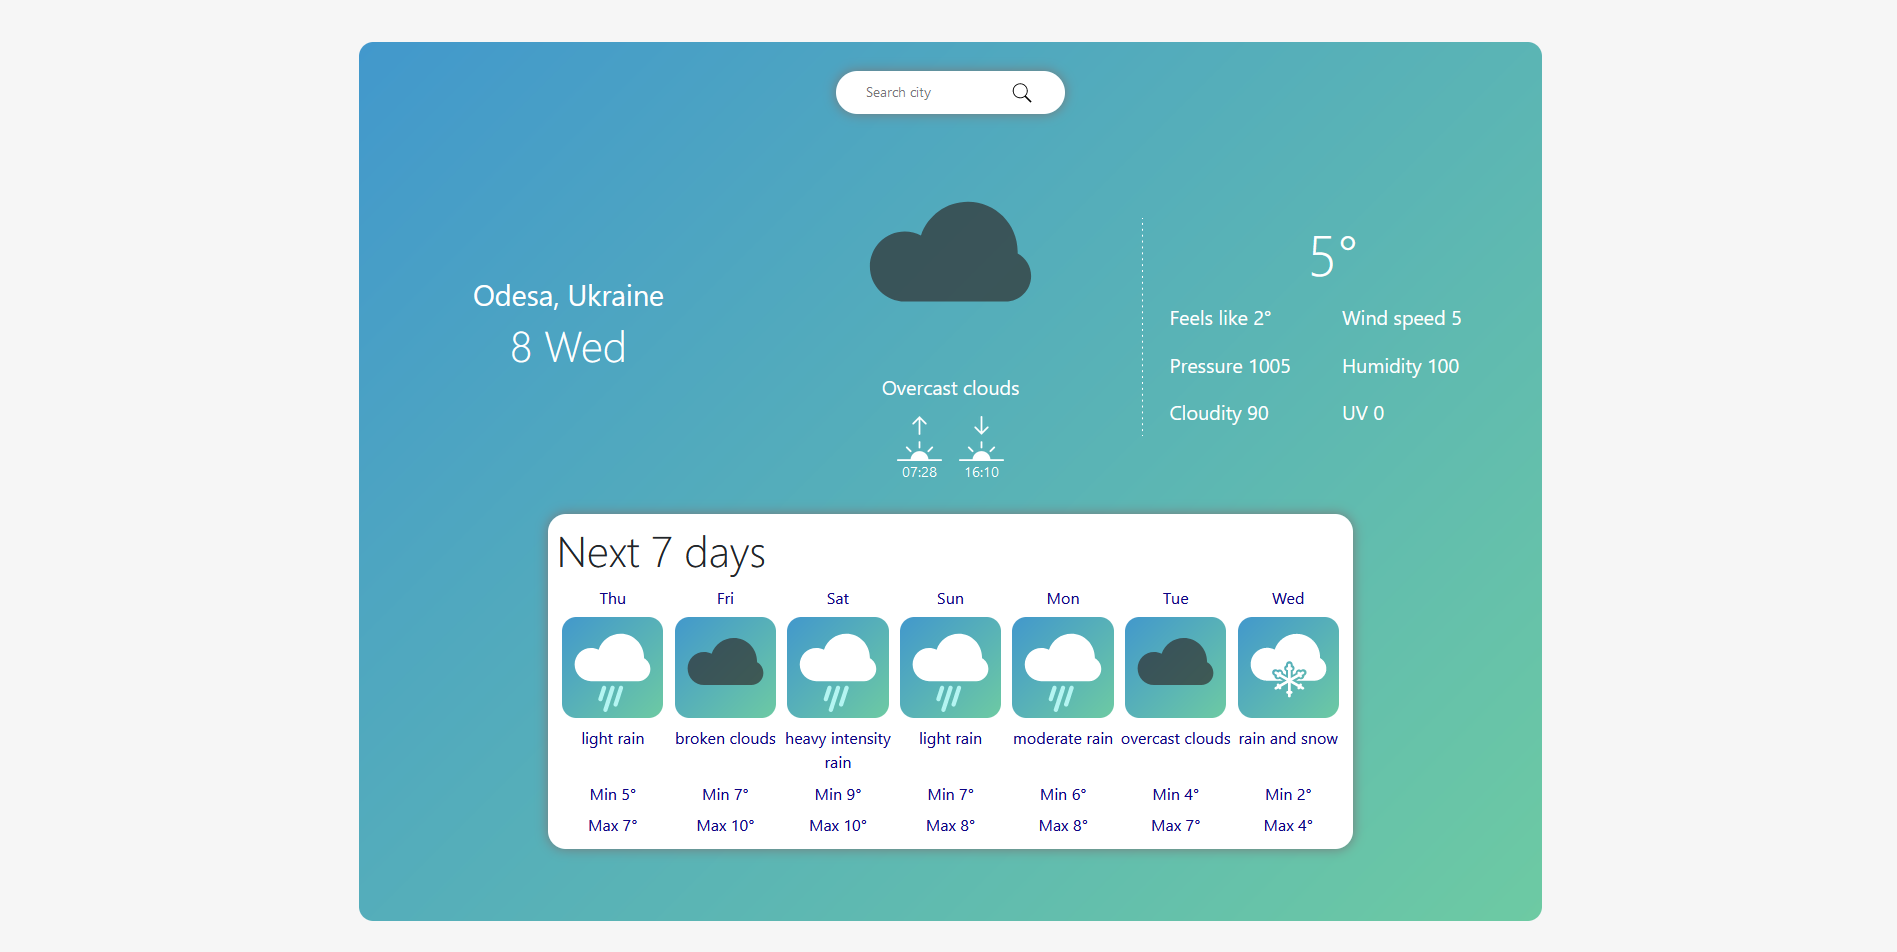 Search city
Odesa, Ukraine
8 Wed
Overcast clouds
07:28 16:10
5°
Feels like 2° Wind speed 5
Pressure 1005 Humidity 100
Cloudity 90 UV 0
Next 7 days
Thu Fri Sat Sun Mon Tue Wed
light rain broken clouds heavy intensity light rain moderate rain overcast clouds rain and snow
rain
Min 5° Min 7° Min 9° Min 7° Min 6° Min 4° Min 2°
Max 7° Max 10° Max 10° Max 8° Max 8° Max 7° Max 4°